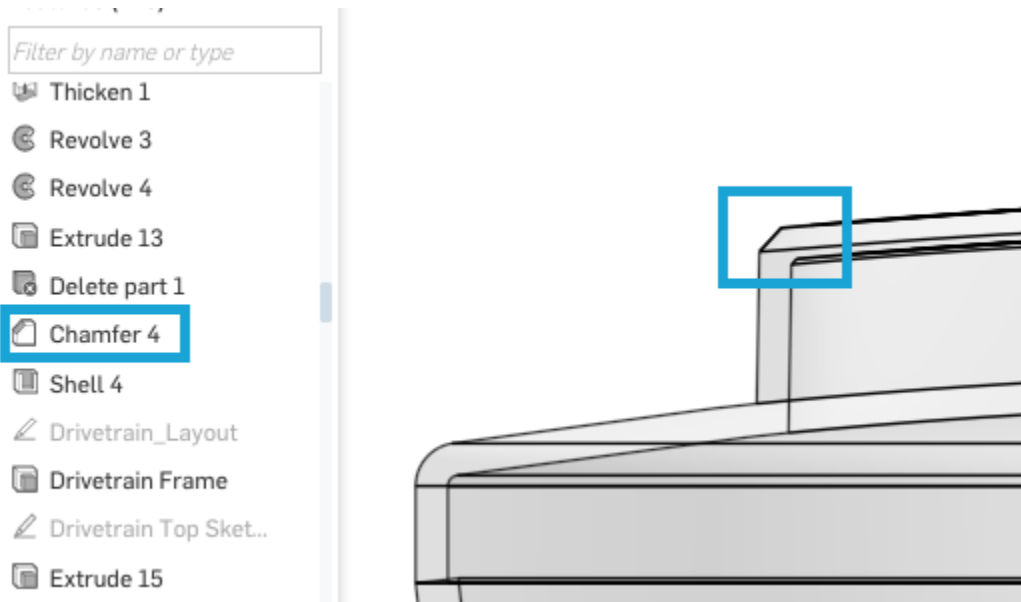 Filter by name or type
Thicken 1
Revolve 3
Revolve 4
Extrude 13
Delete part 1
Chamfer 4
Shell 4
Drivetrain_Layout
Drivetrain Frame
Drivetrain Top Sket...
Extrude 15